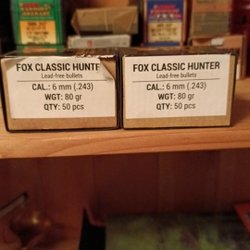 FOX CLASSIC HUNTE
Lead-free bullets
CAL.: 6 mm (.243)
WGT: 80 gr
QTY: 50 pcs
FOX CLASSIC HUNTER
Lead-free bullets
CAL.: 6 mm (.243)
WGT: 80 gr
QTY: 50 pcs